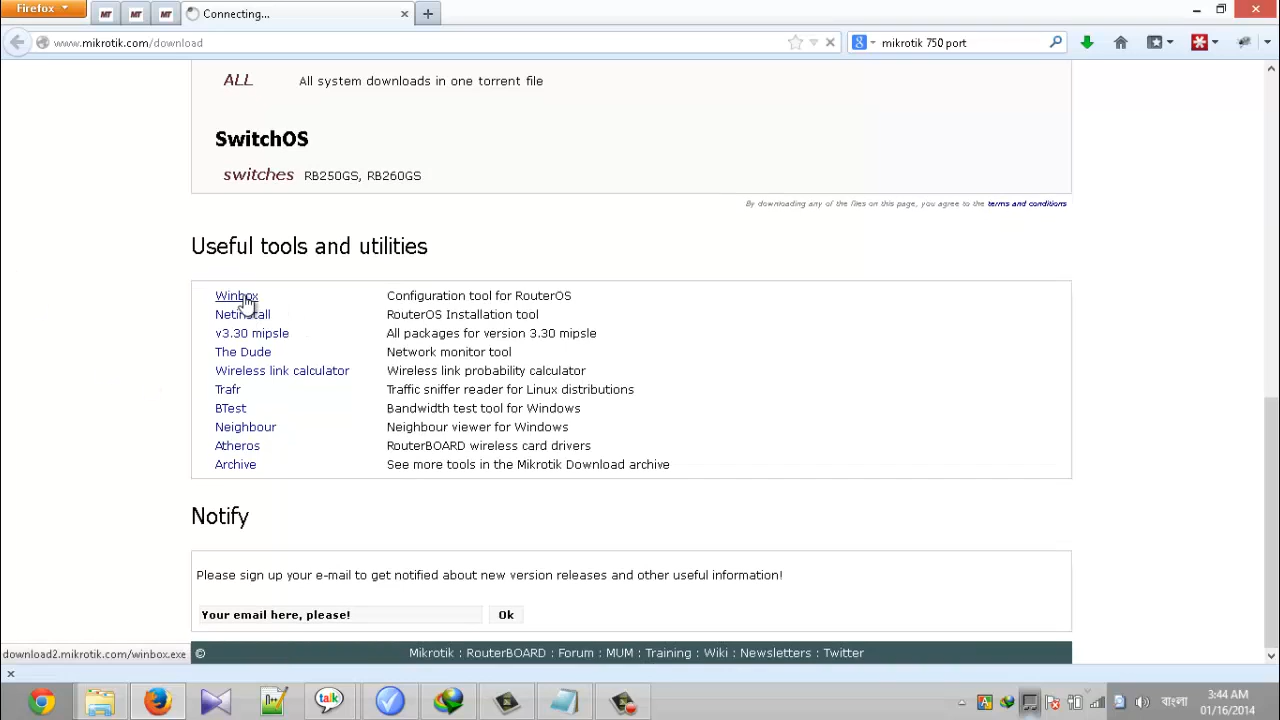 Firefox
Connecting...
www.mikrotik.com/download
mikrotik 750 port
ALL All system downloads in one torrent file
SwitchOS
switches RB250GS, RB260GS
By downloading any of the files on this page, you agree to the terms and conditions
Useful tools and utilities
Winbox Configuration tool for RouterOS
Netinstall RouterOS Installation tool
v3.30 mipsle All packages for version 3.30 mipsle
The Dude Network monitor tool
Wireless link calculator Wireless link probability calculator
Trafr Traffic sniffer reader for Linux distributions
BTest Bandwidth test tool for Windows
Neighbour Neighbour viewer for Windows
Atheros RouterBOARD wireless card drivers
Archive See more tools in the Mikrotik Download archive
Notify
Please sign up your e-mail to get notified about new version releases and other useful information!
Your email here, please! Ok
download2.mikrotik.com/winbox.exe
© Mikrotik : RouterBOARD : Forum : MUM : Training : Wiki : Newsletters : Twitter
talk
বাংলা
3:44 AM
01/16/2014